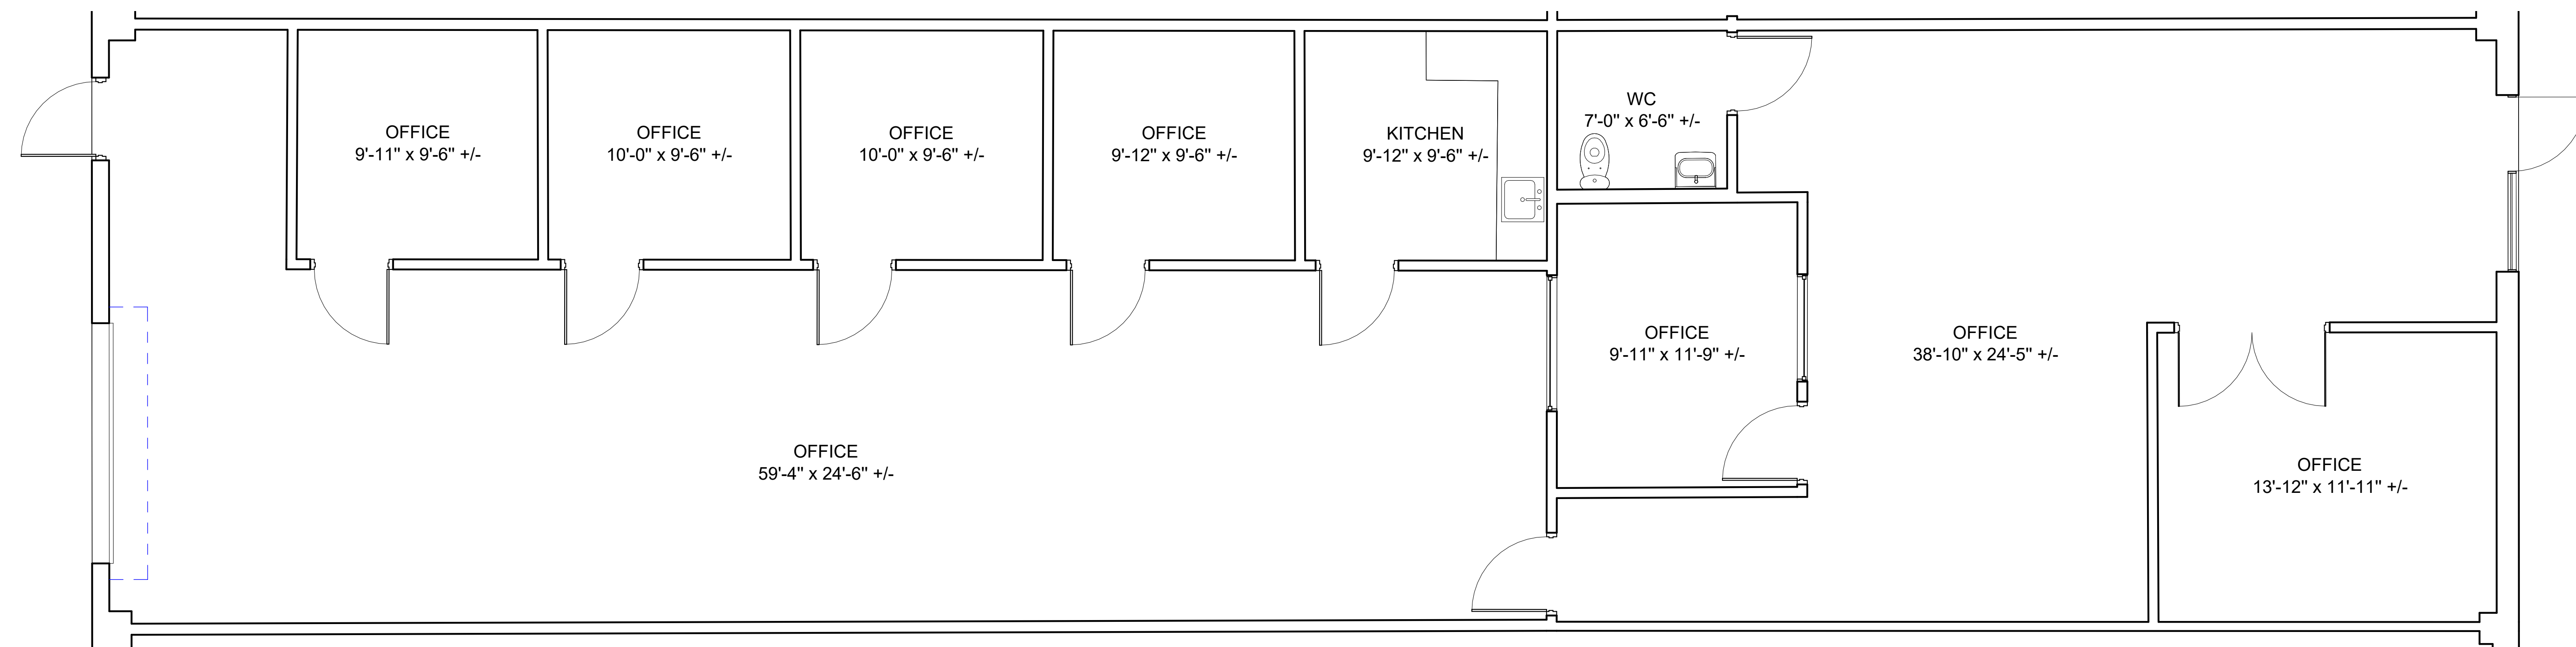 OFFICE
9'-11" x 9'-6" +/-
OFFICE
10'-0" x 9'-6" +/-
OFFICE
10'-0" x 9'-6" +/-
OFFICE
9'-12" x 9'-6" +/-
KITCHEN
9'-12" x 9'-6" +/-
WC
7'-0" x 6'-6" +/-
OFFICE
9'-11" x 11'-9" +/-
OFFICE
38'-10" x 24'-5" +/-
OFFICE
59'-4" x 24'-6" +/-
OFFICE
13'-12" x 11'-11" +/-